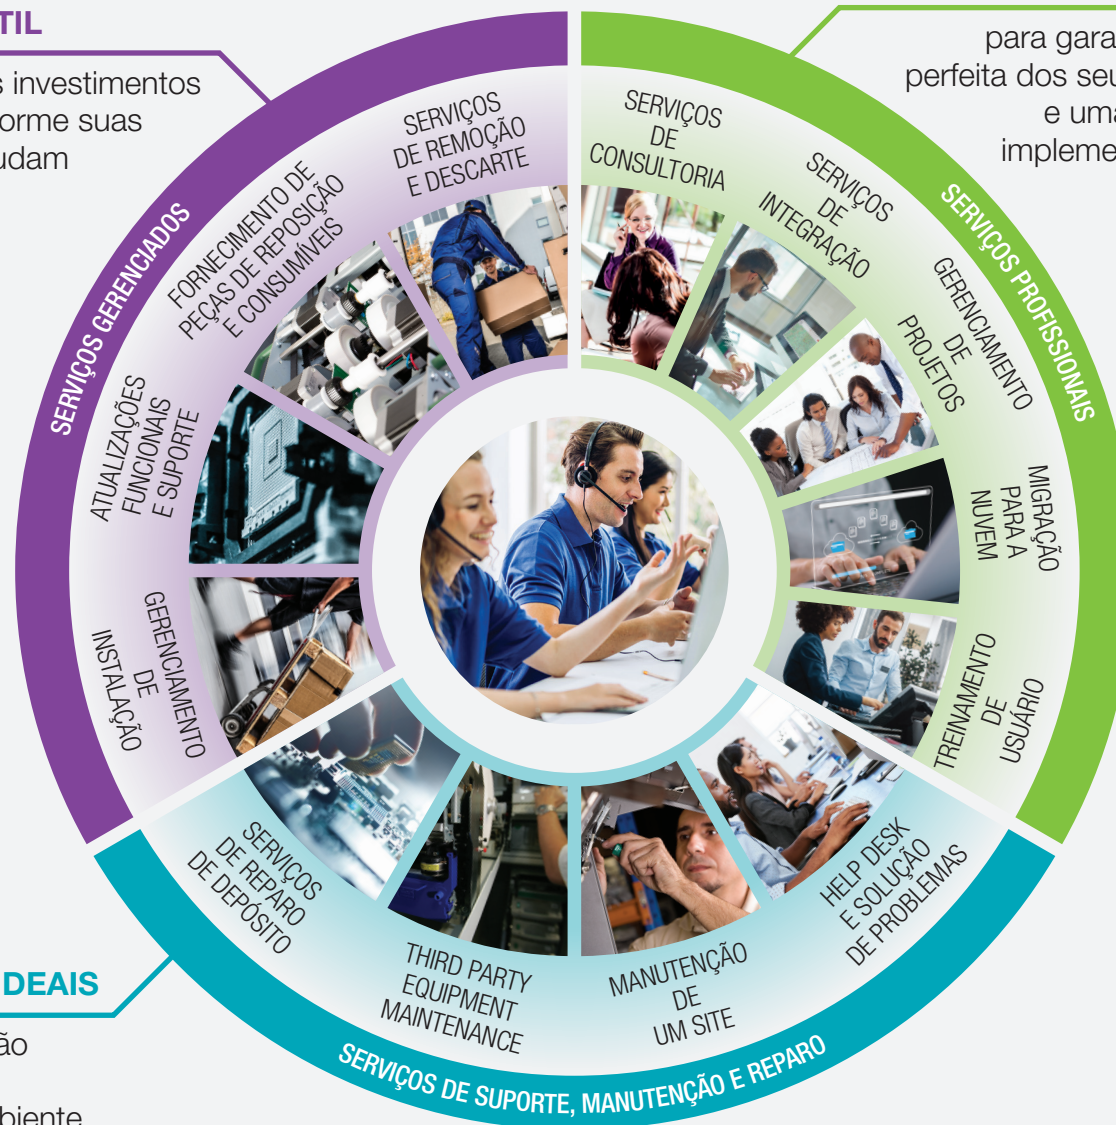 TIL
s investimentos
orme suas
udam
para gara
perfeita dos seu
e uma
impleme
SERVIÇOS GERENCIADOS
SERVIÇOS
DE REMOÇÃO
E DESCARTE
FORNECIMENTO DE
PEÇAS DE REPOSIÇÃO
E CONSUMÍVEIS
ATUALIZAÇÕES
FUNCIONAIS
E SUPORTE
GERENCIAMENTO
DE
INSTALAÇÃO
SERVIÇOS PROFISSIONAIS
SERVIÇOS
DE
CONSULTORIA
SERVIÇOS
DE
INTEGRAÇÃO
GERENCIAMENTO
DE
PROJETOS
MIGRAÇÃO
PARA A
NUVEM
TREINAMENTO
DE
USUÁRIO
HELP DESK
E SOLUÇÃO
DE PROBLEMAS
MANUTENÇÃO
DE
UM SITE
THIRD PARTY
EQUIPMENT
MAINTENANCE
SERVIÇOS
DE REPARO
DE DEPÓSITO
SERVIÇOS DE SUPORTE, MANUTENÇÃO E REPARO
DEAIS
ão
biente